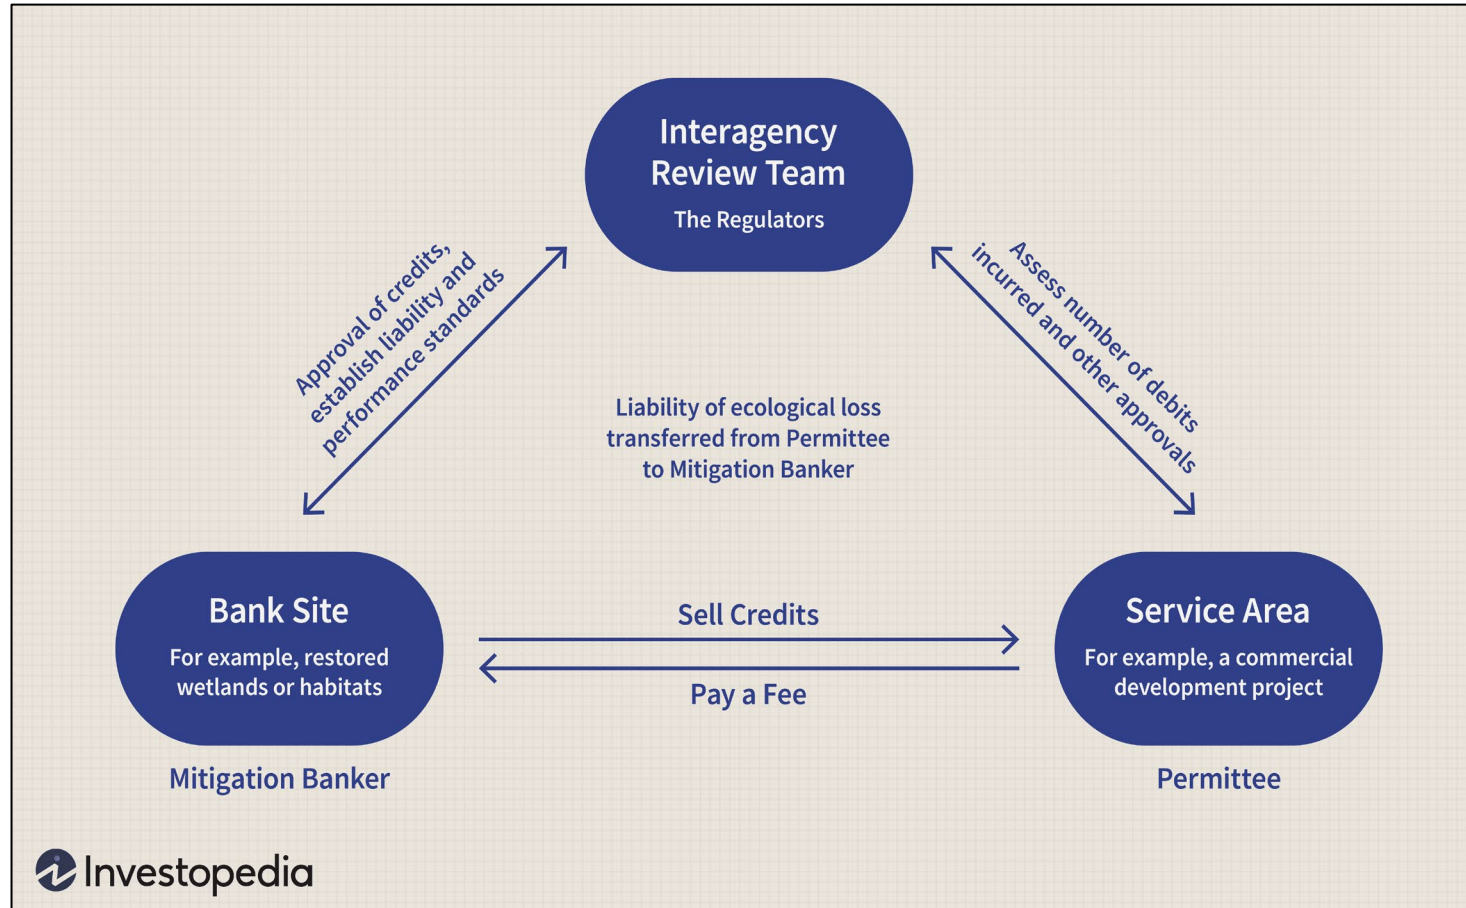 Interagency
Review Team
The Regulators
Approval of credits,
establish liability and
performance standards
Assess number of debits
incurred and other approvals
Liability of ecological loss
transferred from Permittee
to Mitigation Banker
Bank Site
For example, restored
wetlands or habitats
Sell Credits
Pay a Fee
Service Area
For example, a commercial
development project
Mitigation Banker
Permittee
Investopedia